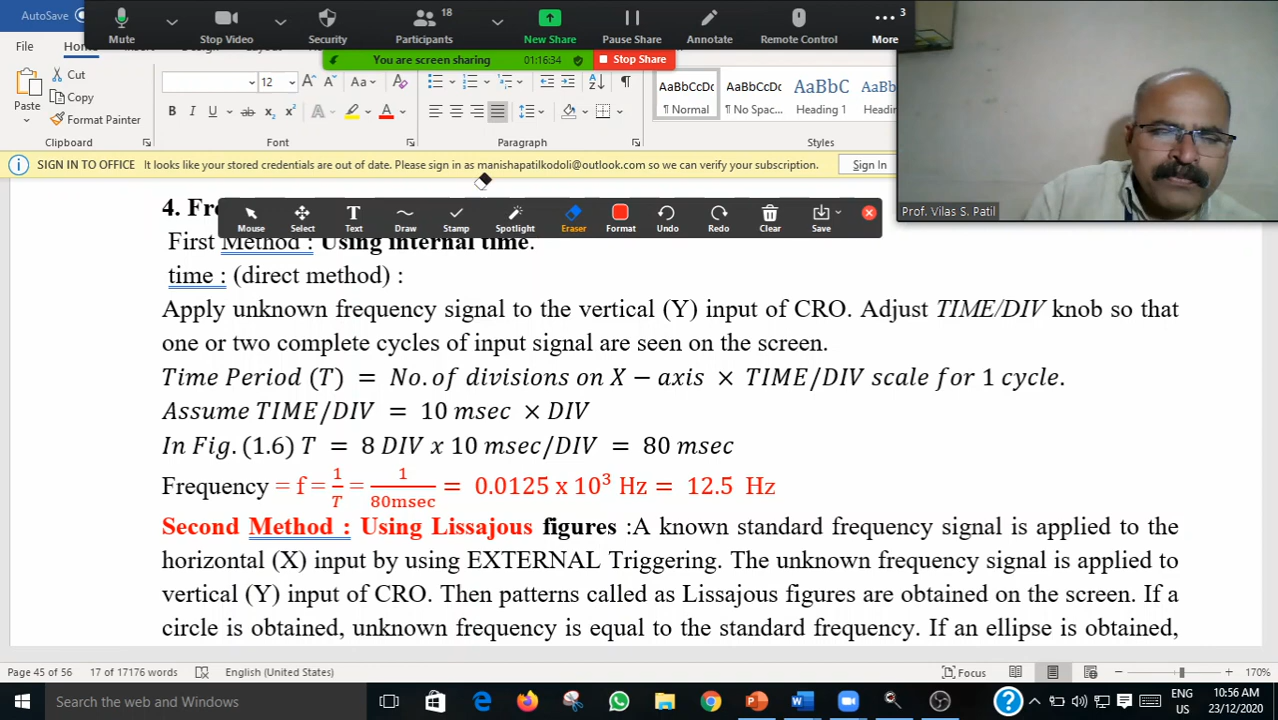 AutoSave
18
3
Mute
Stop Video
Security
Participants
New Share
Pause Share
Annotate
Remote Control
More
File
You are screen sharing
01:16:34
Stop Share
Paste
Cut
Copy
Format Painter
12
Aa
B I U ab x₂ x²
A
AaBbCcDc AaBbCcDc AaBbC AaBb
¶ Normal ¶ No Spac... Heading 1
Clipboard
Font
Paragraph
Styles
SIGN IN TO OFFICE It looks like your stored credentials are out of date. Please sign in as manishapatilkodoli@outlook.com so we can verify your subscription. Sign In
Prof. Vilas S. Patil
Mouse Select Text Draw Stamp Spotlight Eraser Format Undo Redo Clear Save
4. Fre
First Method : Using internal time.
time : (direct method) :
Apply unknown frequency signal to the vertical (Y) input of CRO. Adjust TIME/DIV knob so that
one or two complete cycles of input signal are seen on the screen.
Time Period (T) = No. of divisions on X − axis × TIME/DIV scale for 1 cycle.
Assume TIME/DIV = 10 msec × DIV
In Fig. (1.6) T = 8 DIV x 10 msec/DIV = 80 msec
Frequency = f = 1/T = 1/80msec = 0.0125 x 10³ Hz = 12.5 Hz
Second Method : Using Lissajous figures :A known standard frequency signal is applied to the
horizontal (X) input by using EXTERNAL Triggering. The unknown frequency signal is applied to
vertical (Y) input of CRO. Then patterns called as Lissajous figures are obtained on the screen. If a
circle is obtained, unknown frequency is equal to the standard frequency. If an ellipse is obtained,
Page 45 of 56 17 of 17176 words English (United States) Focus 170%
Search the web and Windows
ENG
US
10:56 AM
23/12/2020